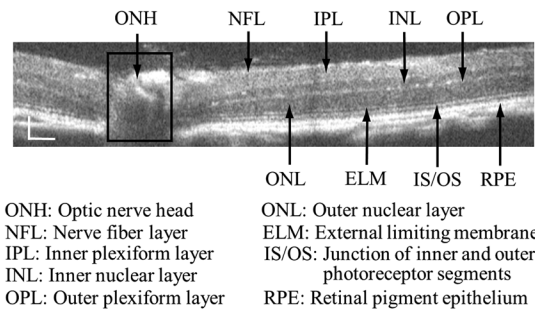 ONH NFL IPL INL OPL
ONL ELM IS/OS RPE
ONH: Optic nerve head
NFL: Nerve fiber layer
IPL: Inner plexiform layer
INL: Inner nuclear layer
OPL: Outer plexiform layer
ONL: Outer nuclear layer
ELM: External limiting membrane
IS/OS: Junction of inner and outer
photoreceptor segments
RPE: Retinal pigment epithelium